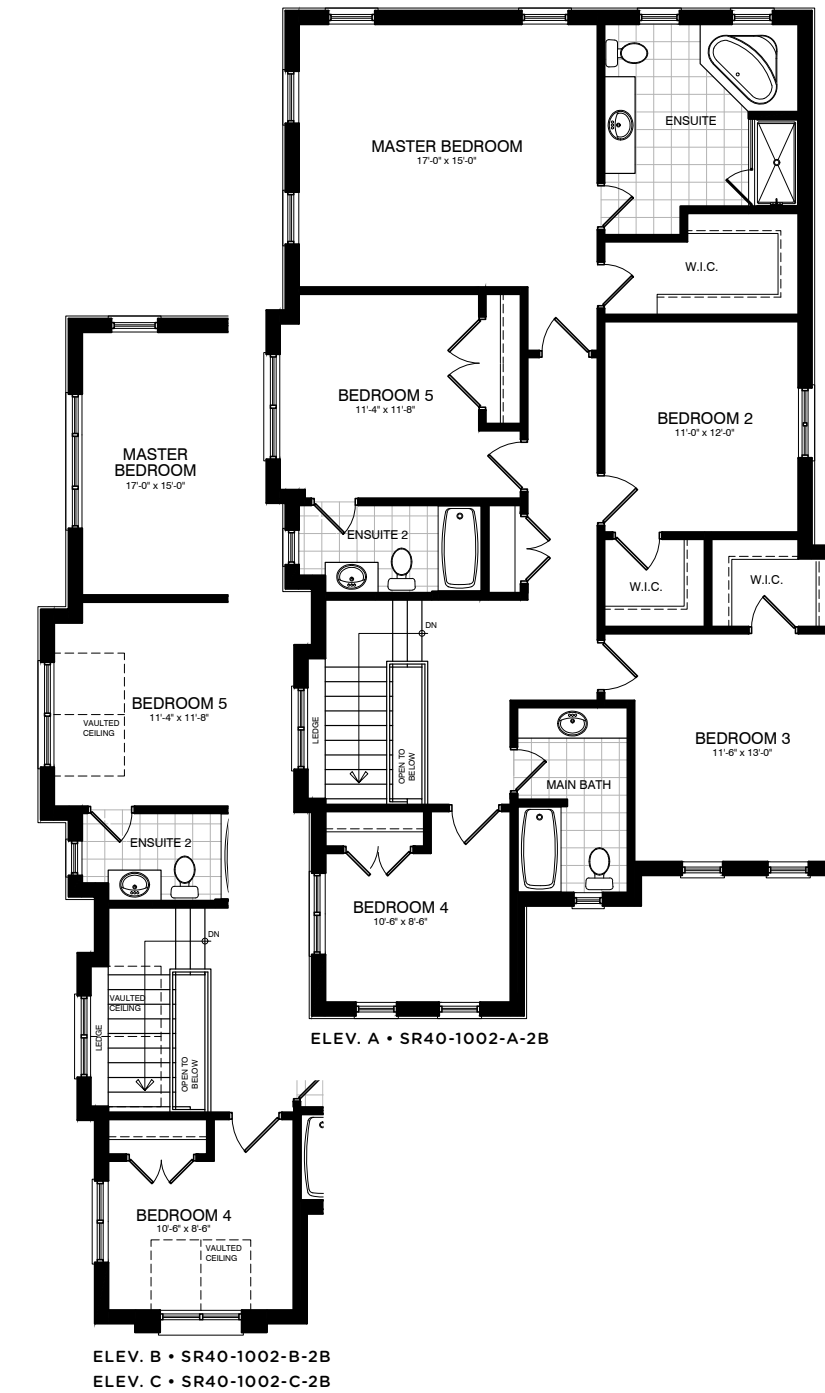 MASTER BEDROOM
17'-0" x 15'-0"
ENSUITE
W.I.C.
BEDROOM 5
11'-4" x 11'-8"
BEDROOM 2
11'-0" x 12'-0"
ENSUITE 2
W.I.C.
W.I.C.
DN
LEDGE
OPEN TO
BELOW
BEDROOM 3
11'-6" x 13'-0"
MAIN BATH
BEDROOM 4
10'-6" x 8'-6"
ELEV. A • SR40-1002-A-2B
MASTER
BEDROOM
17'-0" x 15'-0"
BEDROOM 5
11'-4" x 11'-8"
VAULTED
CEILING
ENSUITE 2
DN
VAULTED
CEILING
LEDGE
OPEN TO
BELOW
BEDROOM 4
10'-6" x 8'-6"
VAULTED
CEILING
ELEV. B • SR40-1002-B-2B
ELEV. C • SR40-1002-C-2B